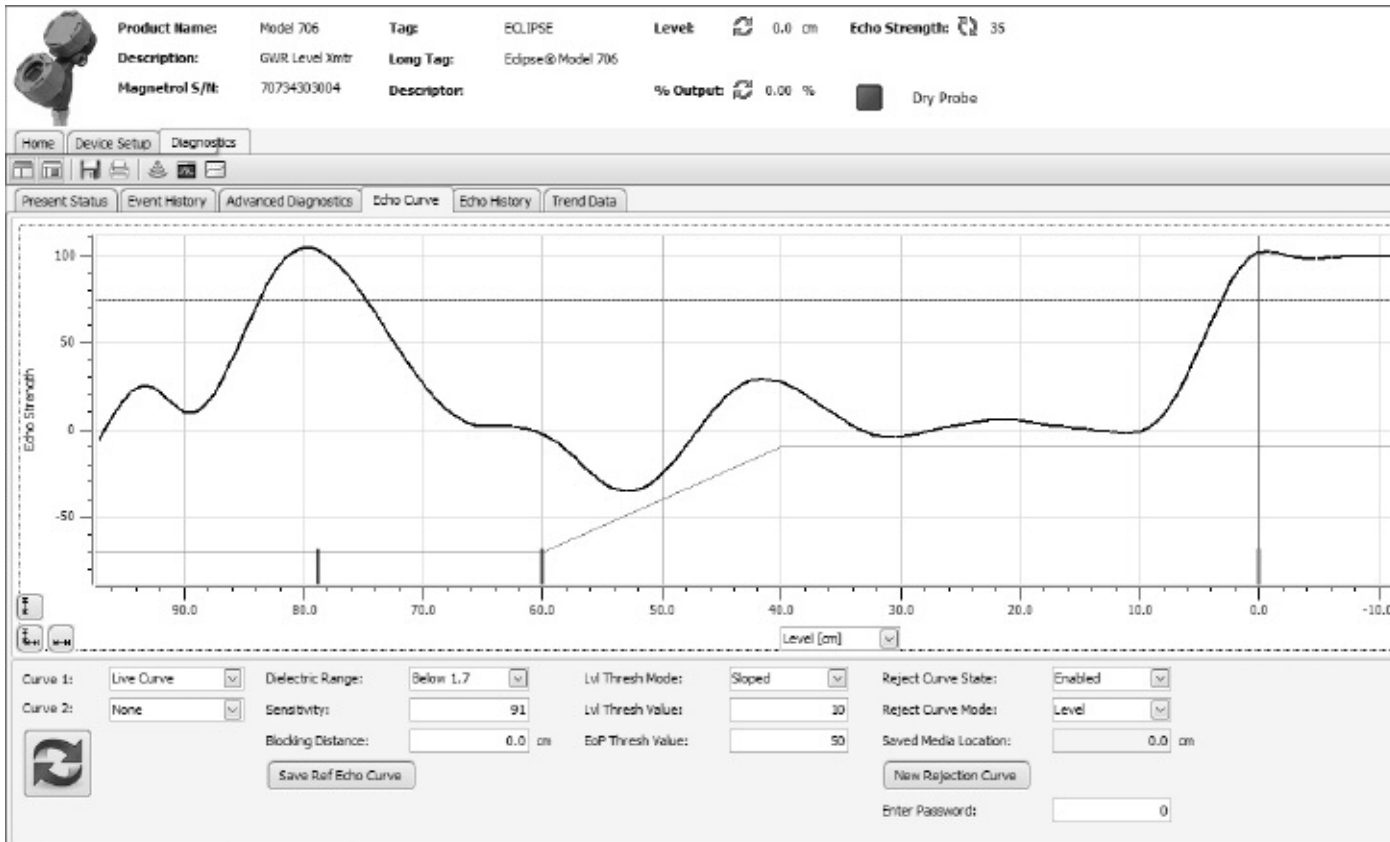 Product Name: Model 706 Tag: ECLIPSE Level: 0.0 cm Echo Strength: 35
Description: GWR Level Xmtr Long Tag: Eclipse® Model 706
Magnetrol S/N: 70734303004 Descriptor: % Output: 0.00 % Dry Probe
Home Device Setup Diagnostics
Present Status Event History Advanced Diagnostics Echo Curve Echo History Trend Data
100
50
0
-50
Echo Strength
90.0 80.0 70.0 60.0 50.0 40.0 30.0 20.0 10.0 0.0 -10.0
Level [cm]
Curve 1: Live Curve Dielectric Range: Below 1.7 Lvl Thresh Mode: Sloped Reject Curve State: Enabled
Curve 2: None Sensitivity: 91 Lvl Thresh Value: 10 Reject Curve Mode: Level
Blocking Distance: 0.0 cm EoP Thresh Value: 50 Saved Media Location: 0.0 cm
Save Ref Echo Curve New Rejection Curve
Enter Password: 0